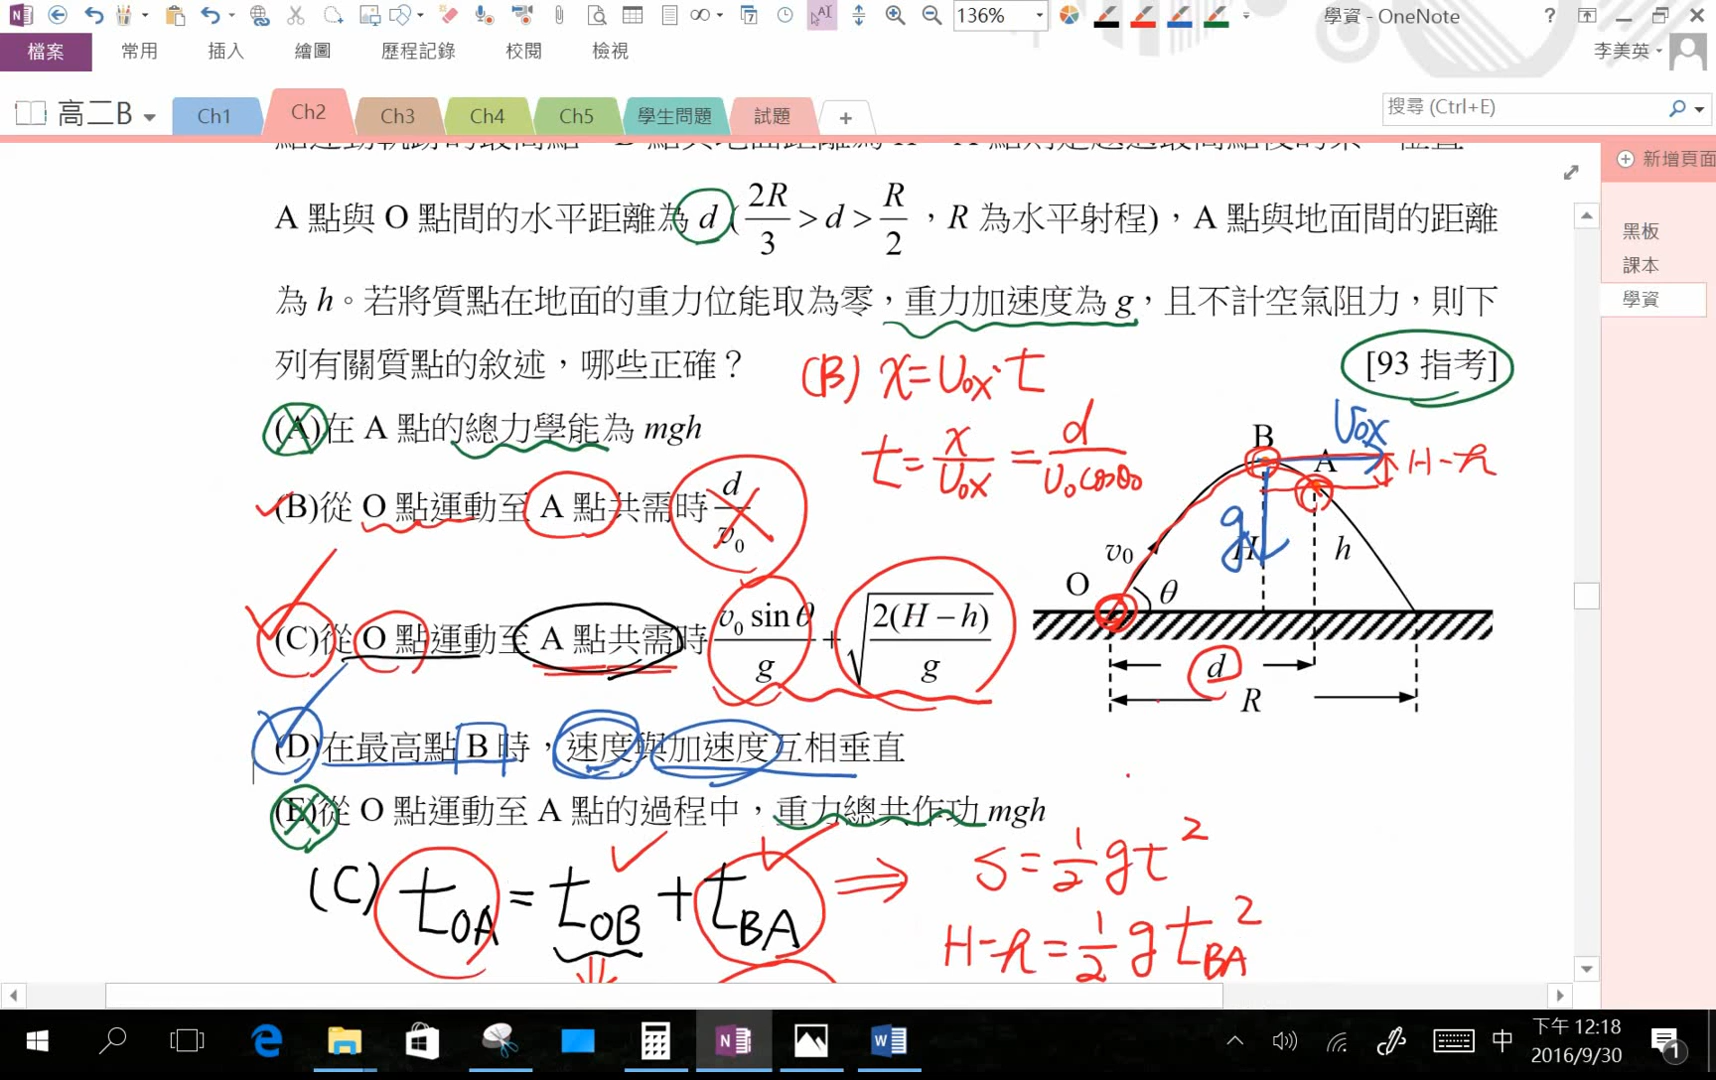 136%
學資 - OneNote
檔案
常用
插入
繪圖
歷程記錄
校閱
檢視
李美英
高二B
Ch1
Ch2
Ch3
Ch4
Ch5
學生問題
試題
+
搜尋 (Ctrl+E)
新增頁面
黑板
課本
學資
A 點與 O 點間的水平距離為 d (2R/3 > d > R/2，R 為水平射程)，A 點與地面間的距離
為 h。若將質點在地面的重力位能取為零，重力加速度為 g，且不計空氣阻力，則下
列有關質點的敘述，哪些正確？
[93 指考]
(B) x=v0x·t
t=x/v0x=d/v0cosθ0
(A)在 A 點的總力學能為 mgh
(B)從 O 點運動至 A 點共需時 d/v0
(C)從 O 點運動至 A 點共需時 v0 sin θ/g + √(2(H－h)/g)
(D)在最高點 B 時，速度與加速度互相垂直
(E)從 O 點運動至 A 點的過程中，重力總共作功 mgh
B
v0x
A
H-h
g
H
h
v0
O
θ
d
R
(C) tOA = tOB + tBA ⇒ S=½gt²
H-h=½gtBA²
中
下午 12:18
2016/9/30
1